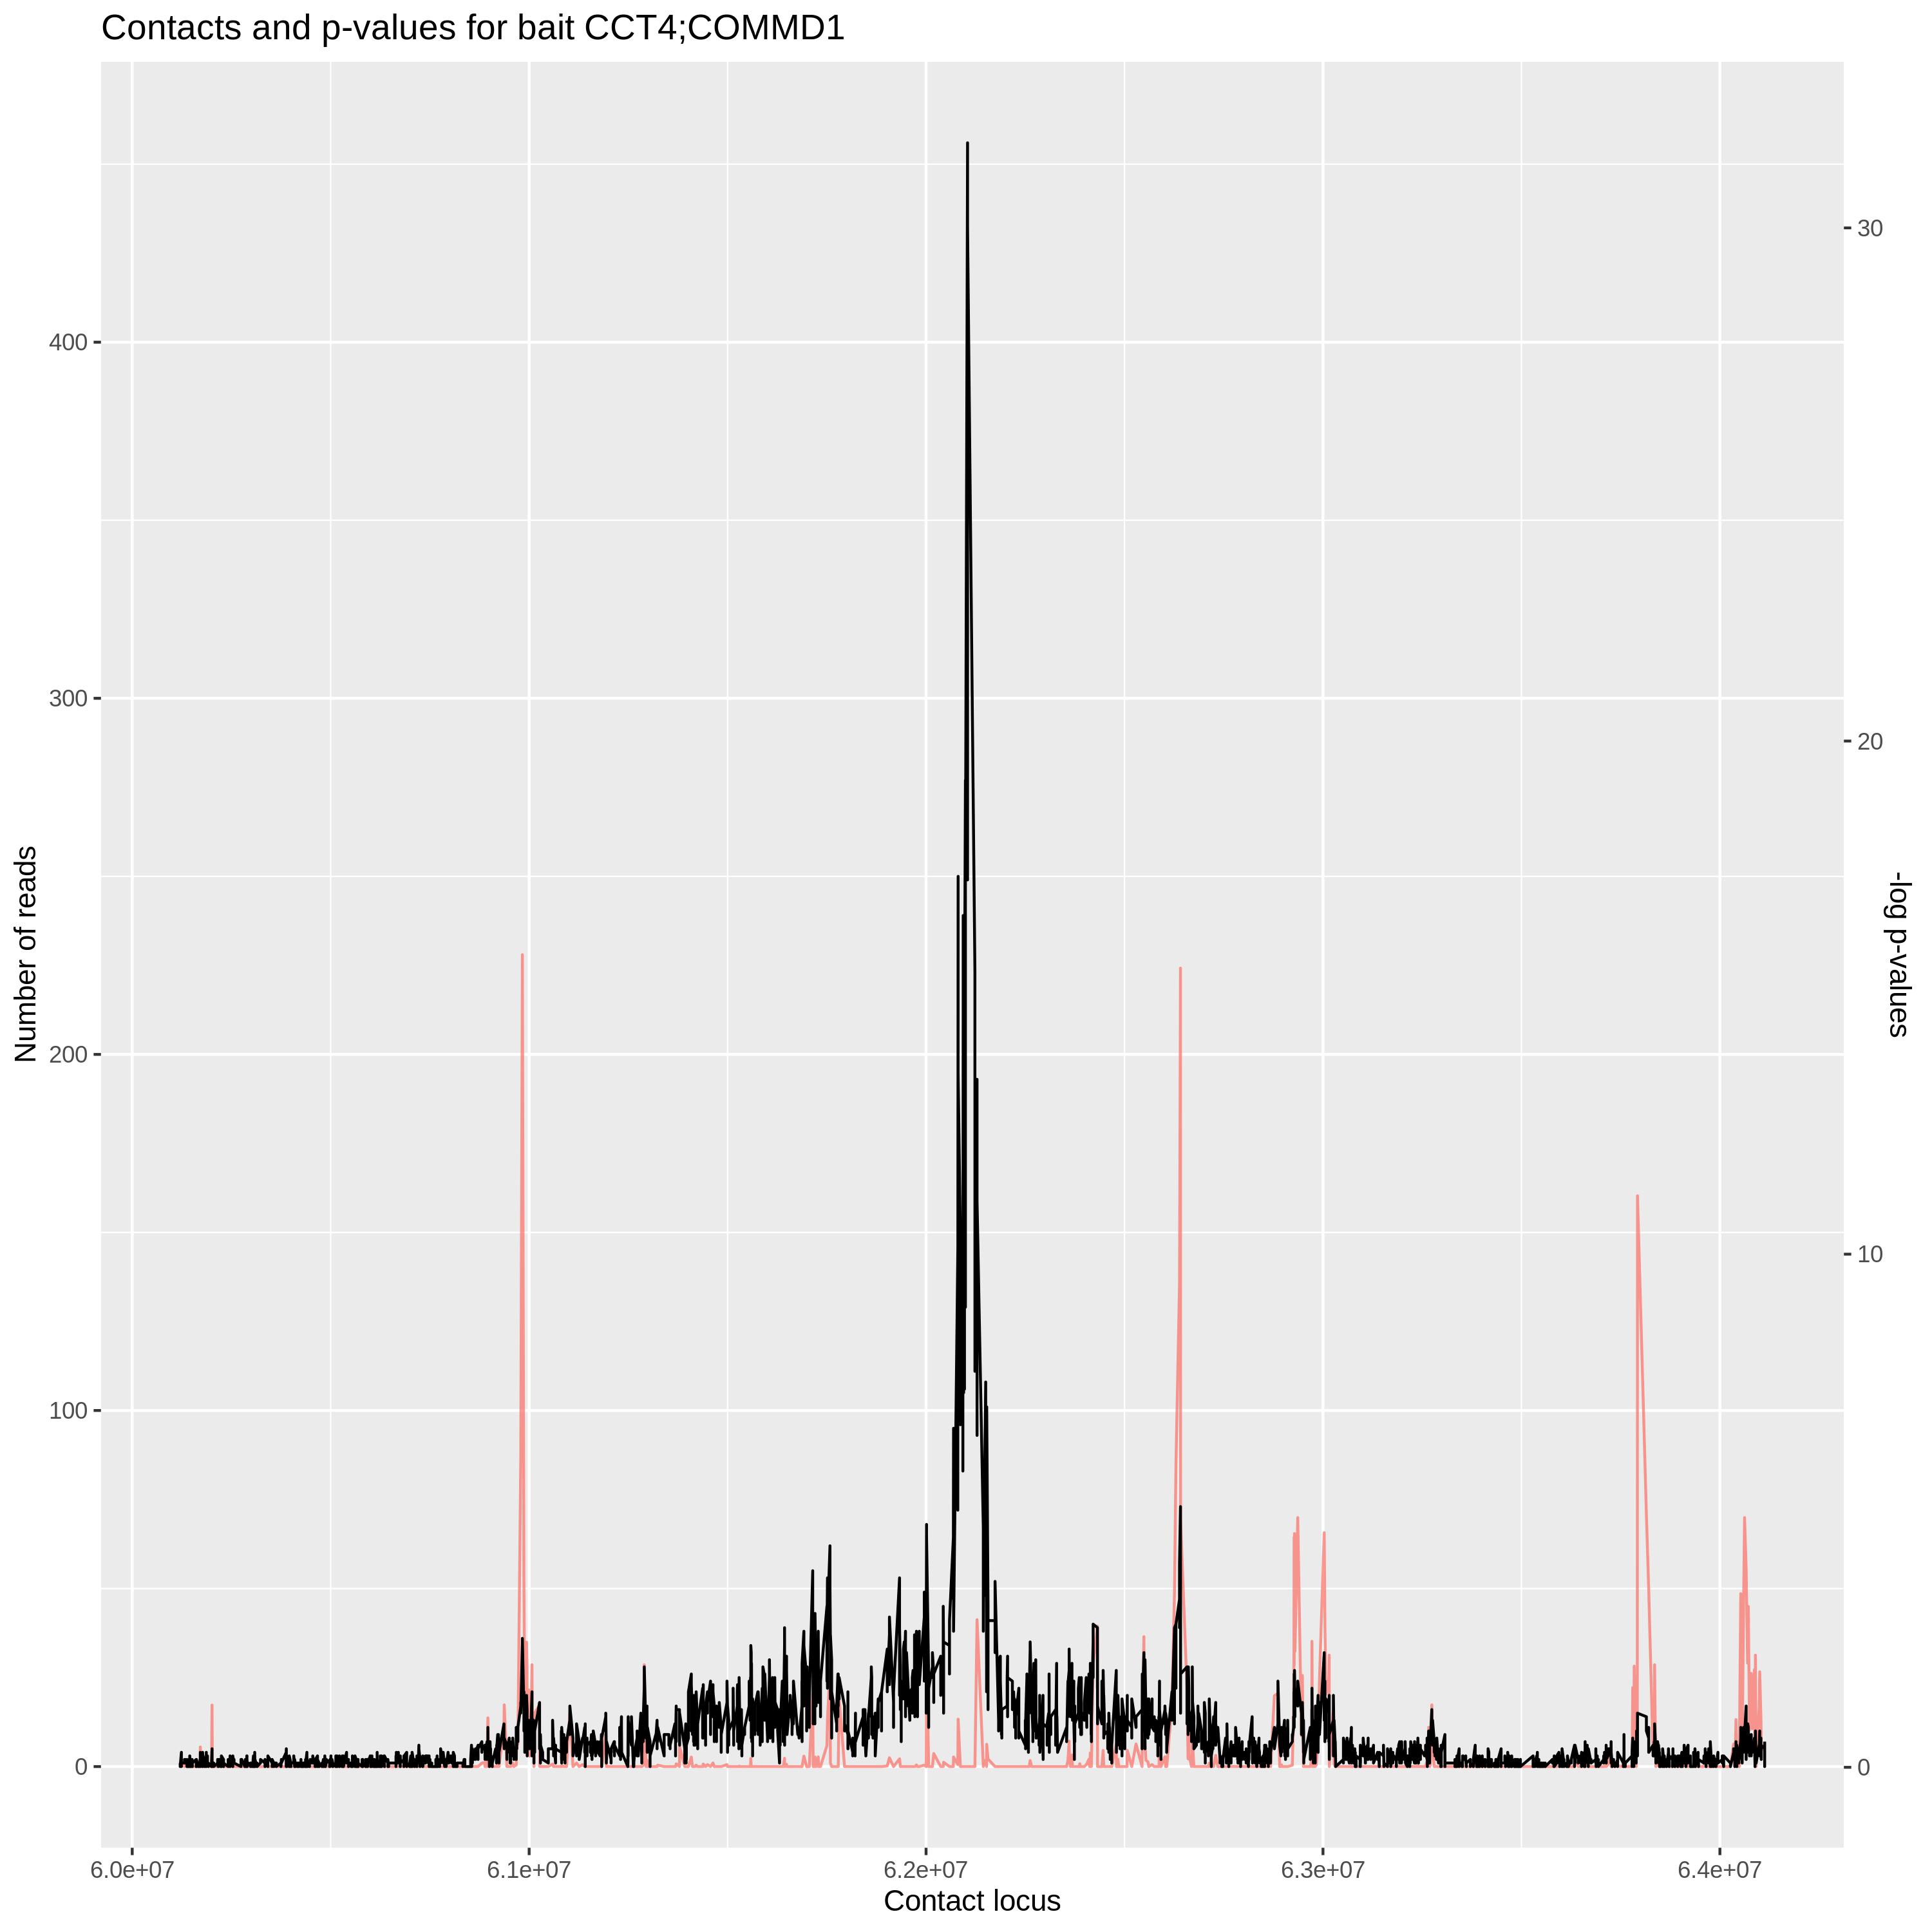 Contacts and p-values for bait CCT4;COMMD1
Number of reads
400
300
200
100
0
30
20
10
0
-log p-values
6.0e+07
6.1e+07
6.2e+07
6.3e+07
6.4e+07
Contact locus